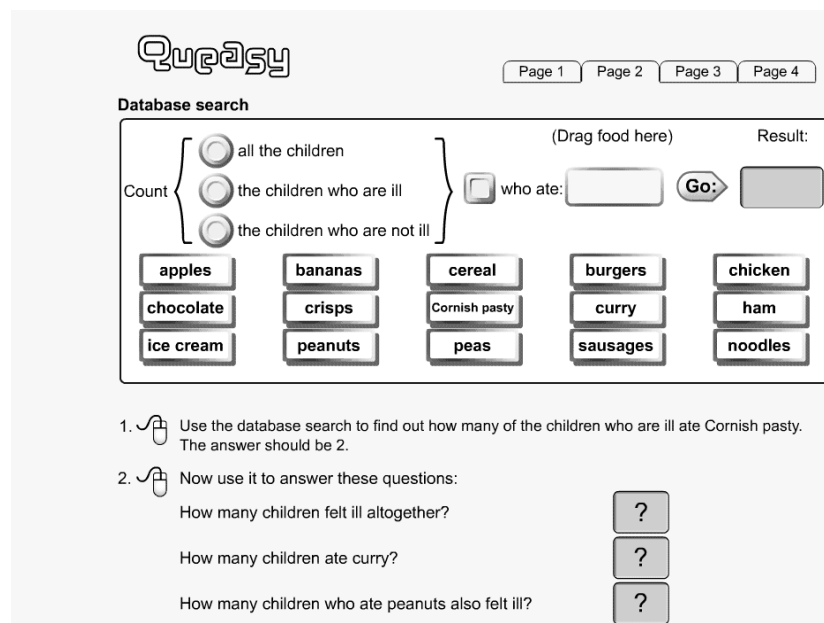 Queasy
Page 1 Page 2 Page 3 Page 4
Database search
(Drag food here) Result:
all the children
Count the children who are ill who ate: Go:
the children who are not ill
apples bananas cereal burgers chicken
chocolate crisps Cornish pasty curry ham
ice cream peanuts peas sausages noodles
1. Use the database search to find out how many of the children who are ill ate Cornish pasty.
The answer should be 2.
2. Now use it to answer these questions:
How many children felt ill altogether? ?
How many children ate curry? ?
How many children who ate peanuts also felt ill? ?